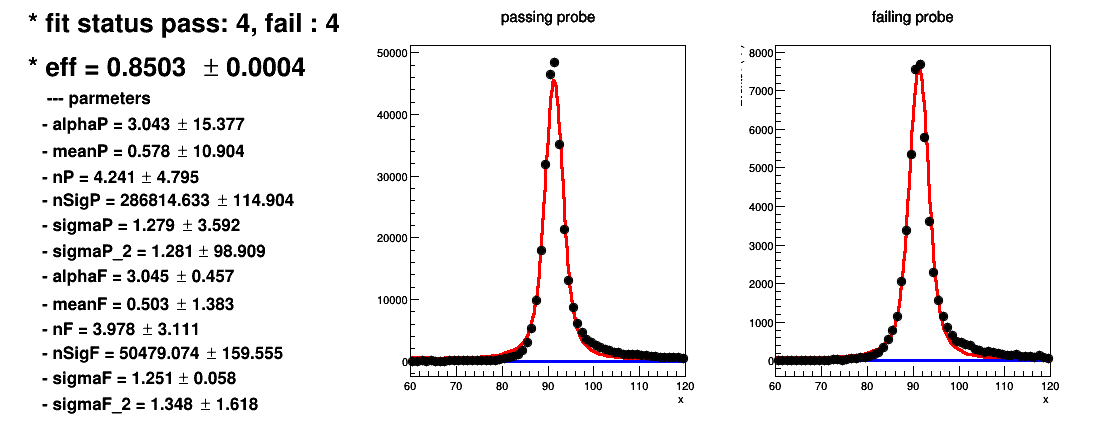 * fit status pass: 4, fail : 4
* eff = 0.8503 ± 0.0004
--- parmeters
- alphaP = 3.043 ± 15.377
- meanP = 0.578 ± 10.904
- nP = 4.241 ± 4.795
- nSigP = 286814.633 ± 114.904
- sigmaP = 1.279 ± 3.592
- sigmaP_2 = 1.281 ± 98.909
- alphaF = 3.045 ± 0.457
- meanF = 0.503 ± 1.383
- nF = 3.978 ± 3.111
- nSigF = 50479.074 ± 159.555
- sigmaF = 1.251 ± 0.058
- sigmaF_2 = 1.348 ± 1.618
passing probe
50000
40000
30000
20000
10000
0
60 70 80 90 100 110 120
x
failing probe
8000
7000
6000
5000
4000
3000
2000
1000
0
60 70 80 90 100 110 120
x